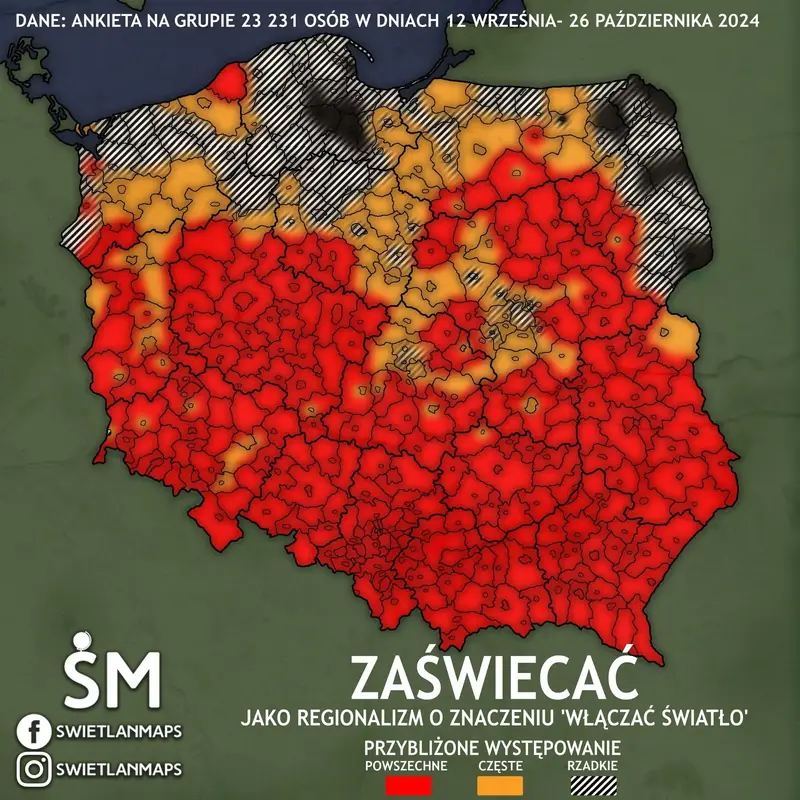 DANE: ANKIETA NA GRUPIE 23 231 OSÓB W DNIACH 12 WRZEŚNIA- 26 PAŹDZIERNIKA 2024
ŚM
SWIETLANMAPS
SWIETLANMAPS
ZAŚWIECAĆ
JAKO REGIONALIZM O ZNACZENIU 'WŁĄCZAĆ ŚWIATŁO'
PRZYBLIŻONE WYSTĘPOWANIE
POWSZECHNE CZĘSTE RZADKIE